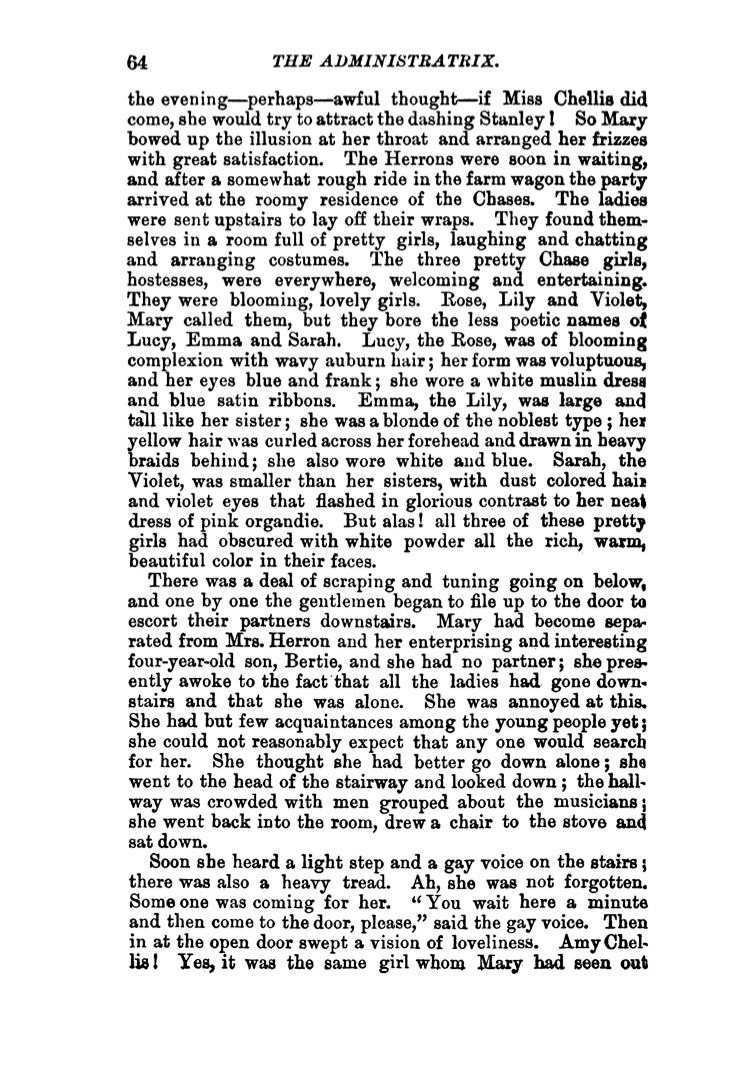 64 THE ADMINISTRATRIX.
the evening—perhaps—awful thought—if Miss Chellis did
come, she would try to attract the dashing Stanley! So Mary
bowed up the illusion at her throat and arranged her frizzes
with great satisfaction. The Herrons were soon in waiting,
and after a somewhat rough ride in the farm wagon the party
arrived at the roomy residence of the Chases. The ladies
were sent upstairs to lay off their wraps. They found them-
selves in a room full of pretty girls, laughing and chatting
and arranging costumes. The three pretty Chase girls,
hostesses, were everywhere, welcoming and entertaining.
They were blooming, lovely girls. Rose, Lily and Violet,
Mary called them, but they bore the less poetic names of
Lucy, Emma and Sarah. Lucy, the Rose, was of blooming
complexion with wavy auburn hair; her form was voluptuous,
and her eyes blue and frank; she wore a white muslin dress
and blue satin ribbons. Emma, the Lily, was large and
tall like her sister; she was a blonde of the noblest type; her
yellow hair was curled across her forehead and drawn in heavy
braids behind; she also wore white and blue. Sarah, the
Violet, was smaller than her sisters, with dust colored hair
and violet eyes that flashed in glorious contrast to her neat
dress of pink organdie. But alas! all three of these pretty
girls had obscured with white powder all the rich, warm,
beautiful color in their faces.
There was a deal of scraping and tuning going on below,
and one by one the gentlemen began to file up to the door to
escort their partners downstairs. Mary had become sepa-
rated from Mrs. Herron and her enterprising and interesting
four-year-old son, Bertie, and she had no partner; she pres-
ently awoke to the fact that all the ladies had gone down-
stairs and that she was alone. She was annoyed at this.
She had but few acquaintances among the young people yet;
she could not reasonably expect that any one would search
for her. She thought she had better go down alone; she
went to the head of the stairway and looked down; the hall-
way was crowded with men grouped about the musicians;
she went back into the room, drew a chair to the stove and
sat down.
Soon she heard a light step and a gay voice on the stairs;
there was also a heavy tread. Ah, she was not forgotten.
Some one was coming for her. "You wait here a minute
and then come to the door, please," said the gay voice. Then
in at the open door swept a vision of loveliness. Amy Chel-
lis! Yes, it was the same girl whom Mary had seen out